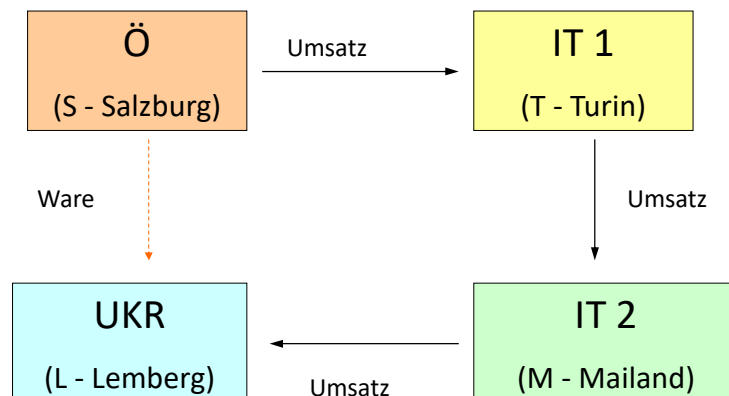 Ö
(S - Salzburg)
Umsatz
IT 1
(T - Turin)
Ware
Umsatz
UKR
(L - Lemberg)
Umsatz
IT 2
(M - Mailand)